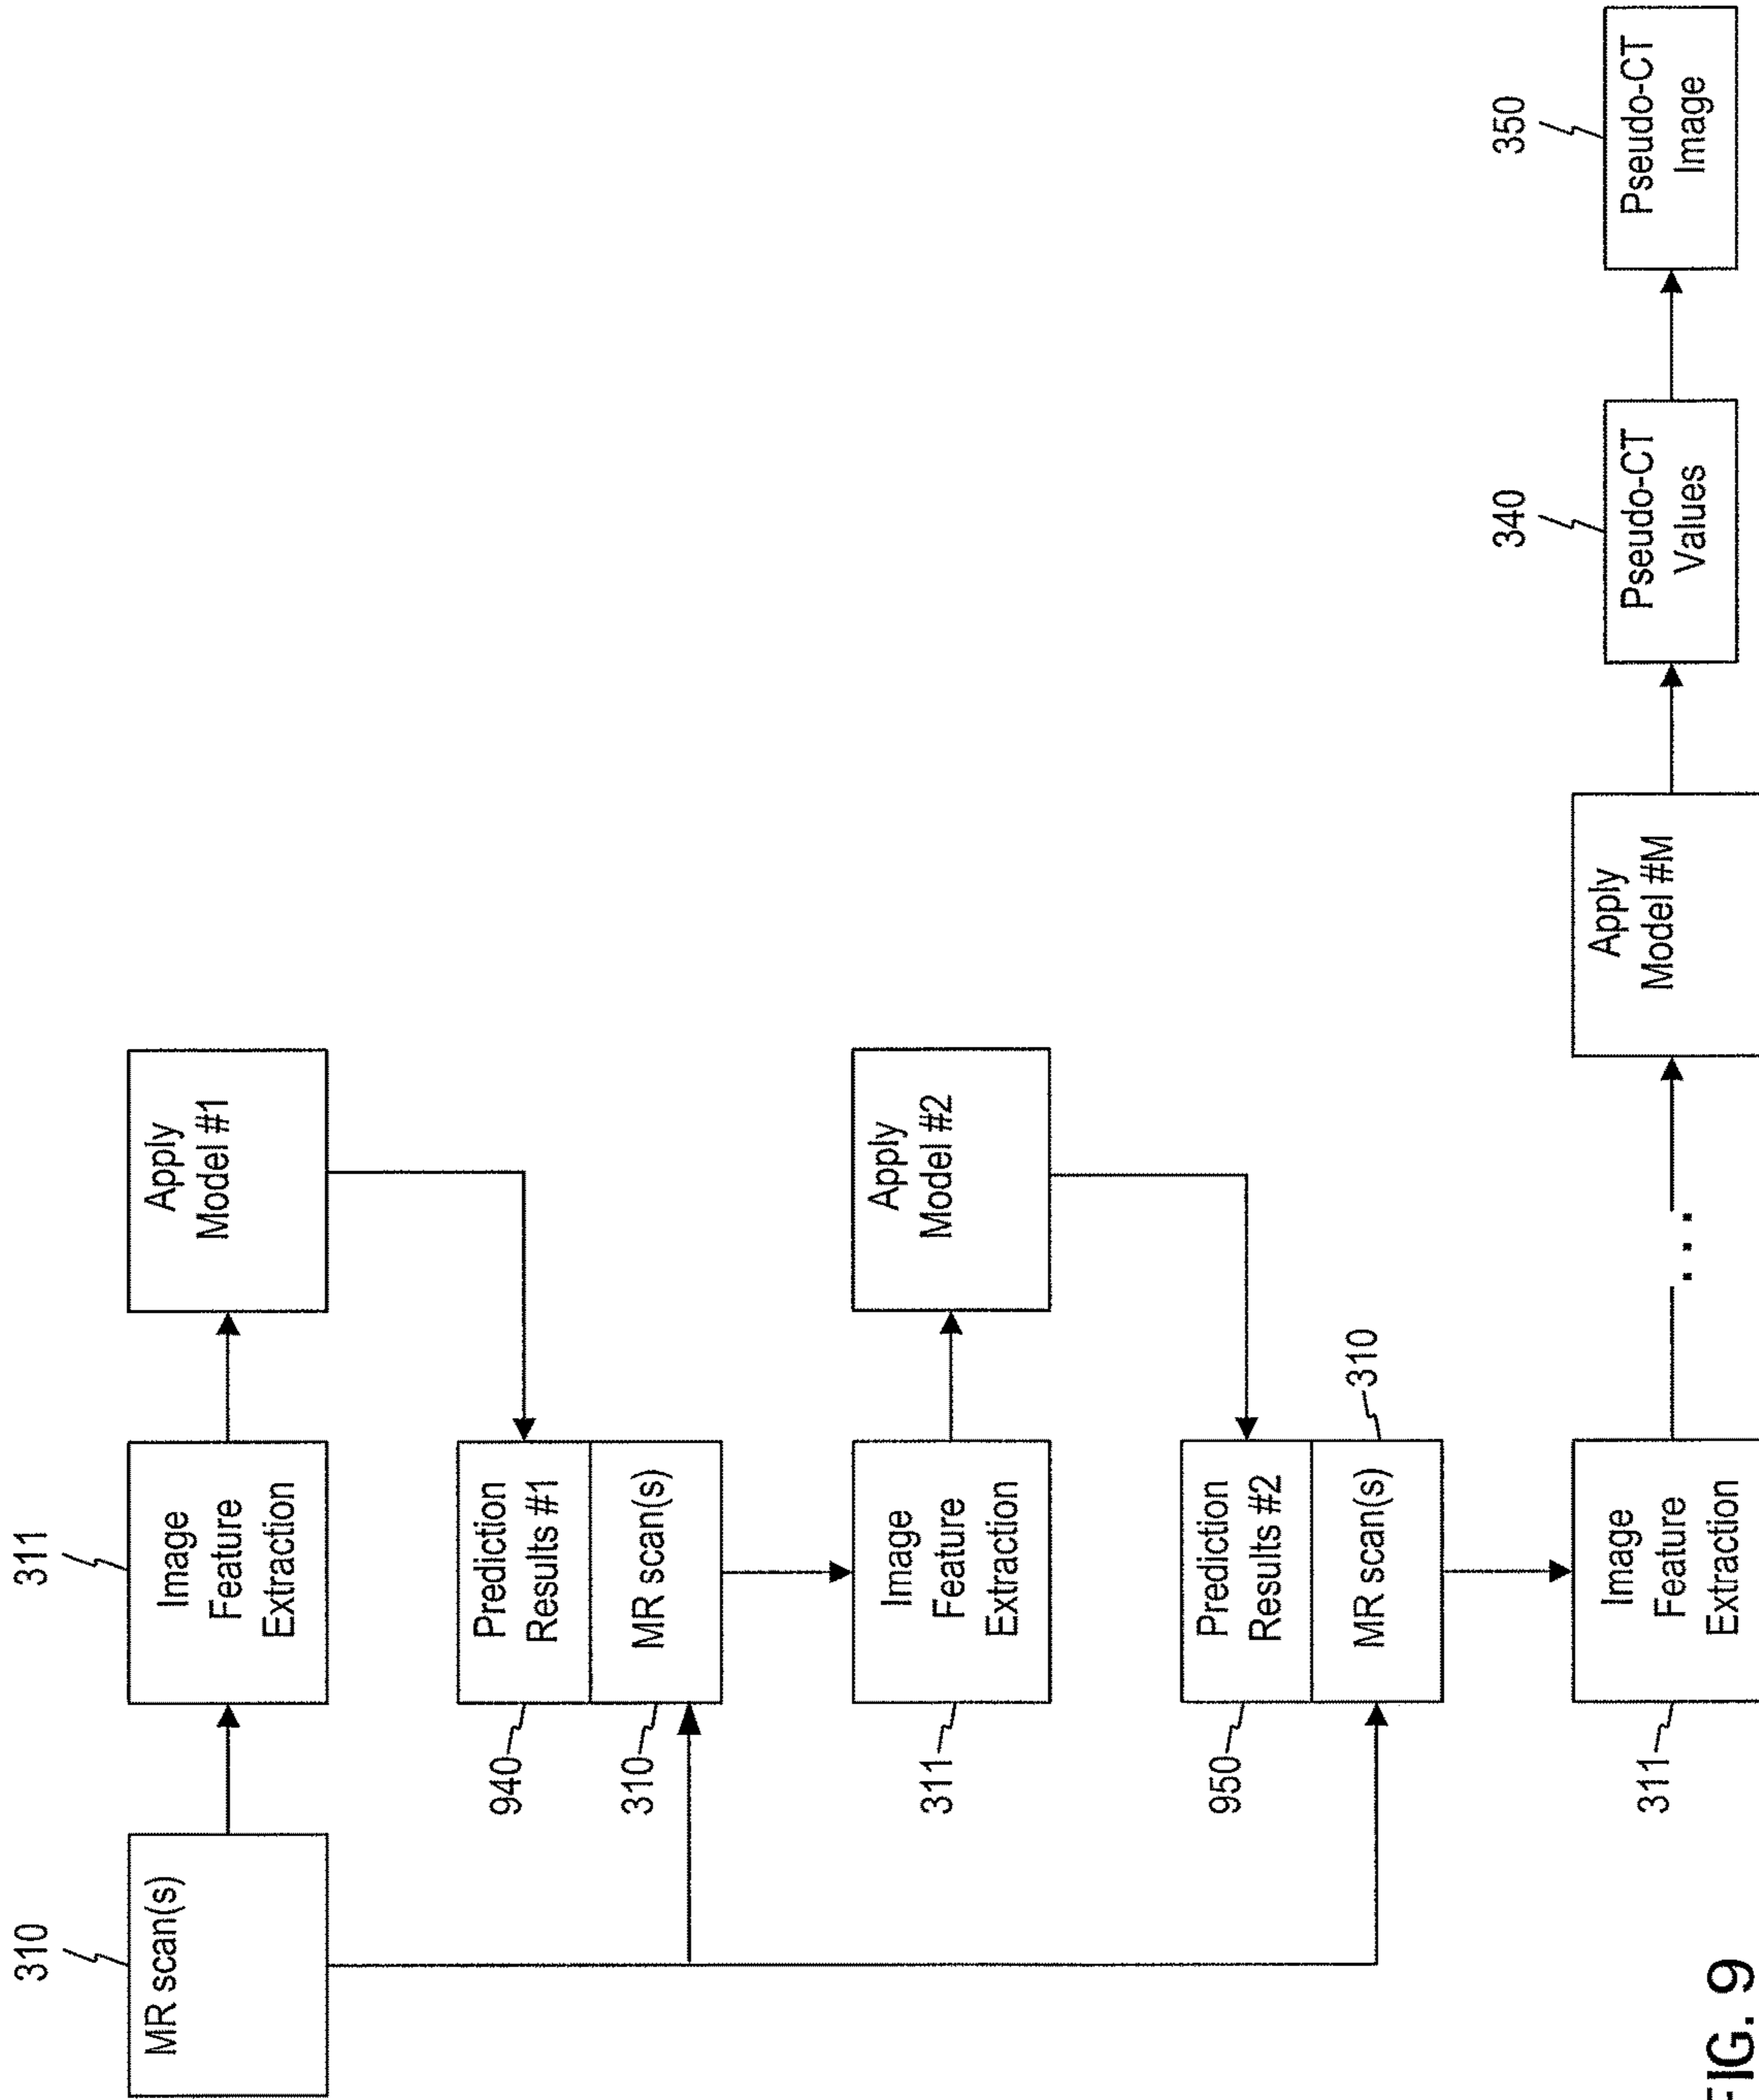 310
MR scan(s)
311
Image
Feature
Extraction
Apply
Model #1
940
Prediction
Results #1
310
MR scan(s)
311
Image
Feature
Extraction
Apply
Model #2
950
Prediction
Results #2
MR scan(s)
310
311
Image
Feature
Extraction
...
Apply
Model #M
340
Pseudo-CT
Values
350
Pseudo-CT
Image
FIG. 9